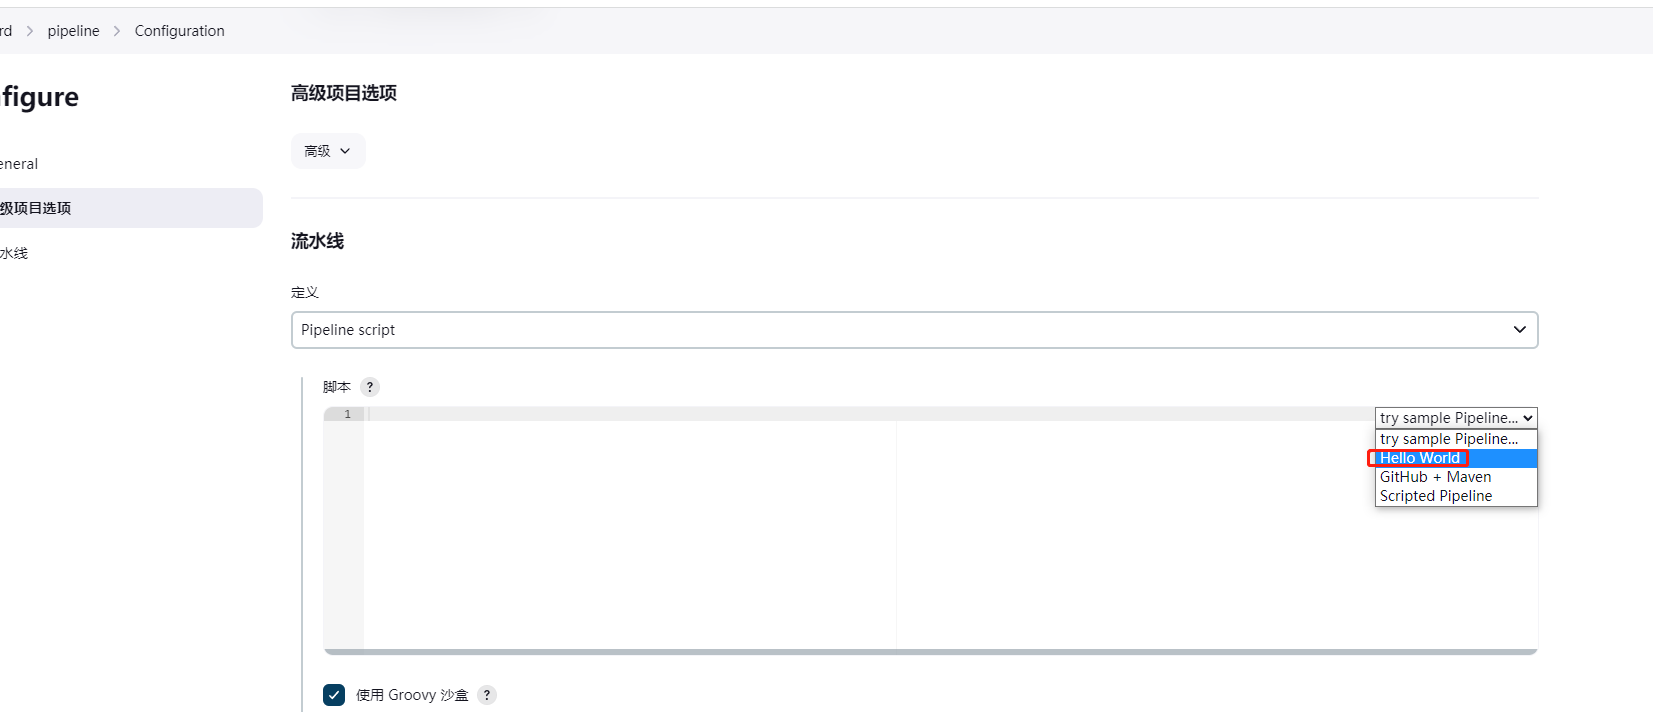 rd > pipeline > Configuration
figure
高级项目选项
高级
eneral
级项目选项
流水线
水线
定义
Pipeline script
脚本 ?
1
try sample Pipeline...
try sample Pipeline...
Hello World
GitHub + Maven
Scripted Pipeline
使用 Groovy 沙盒 ?